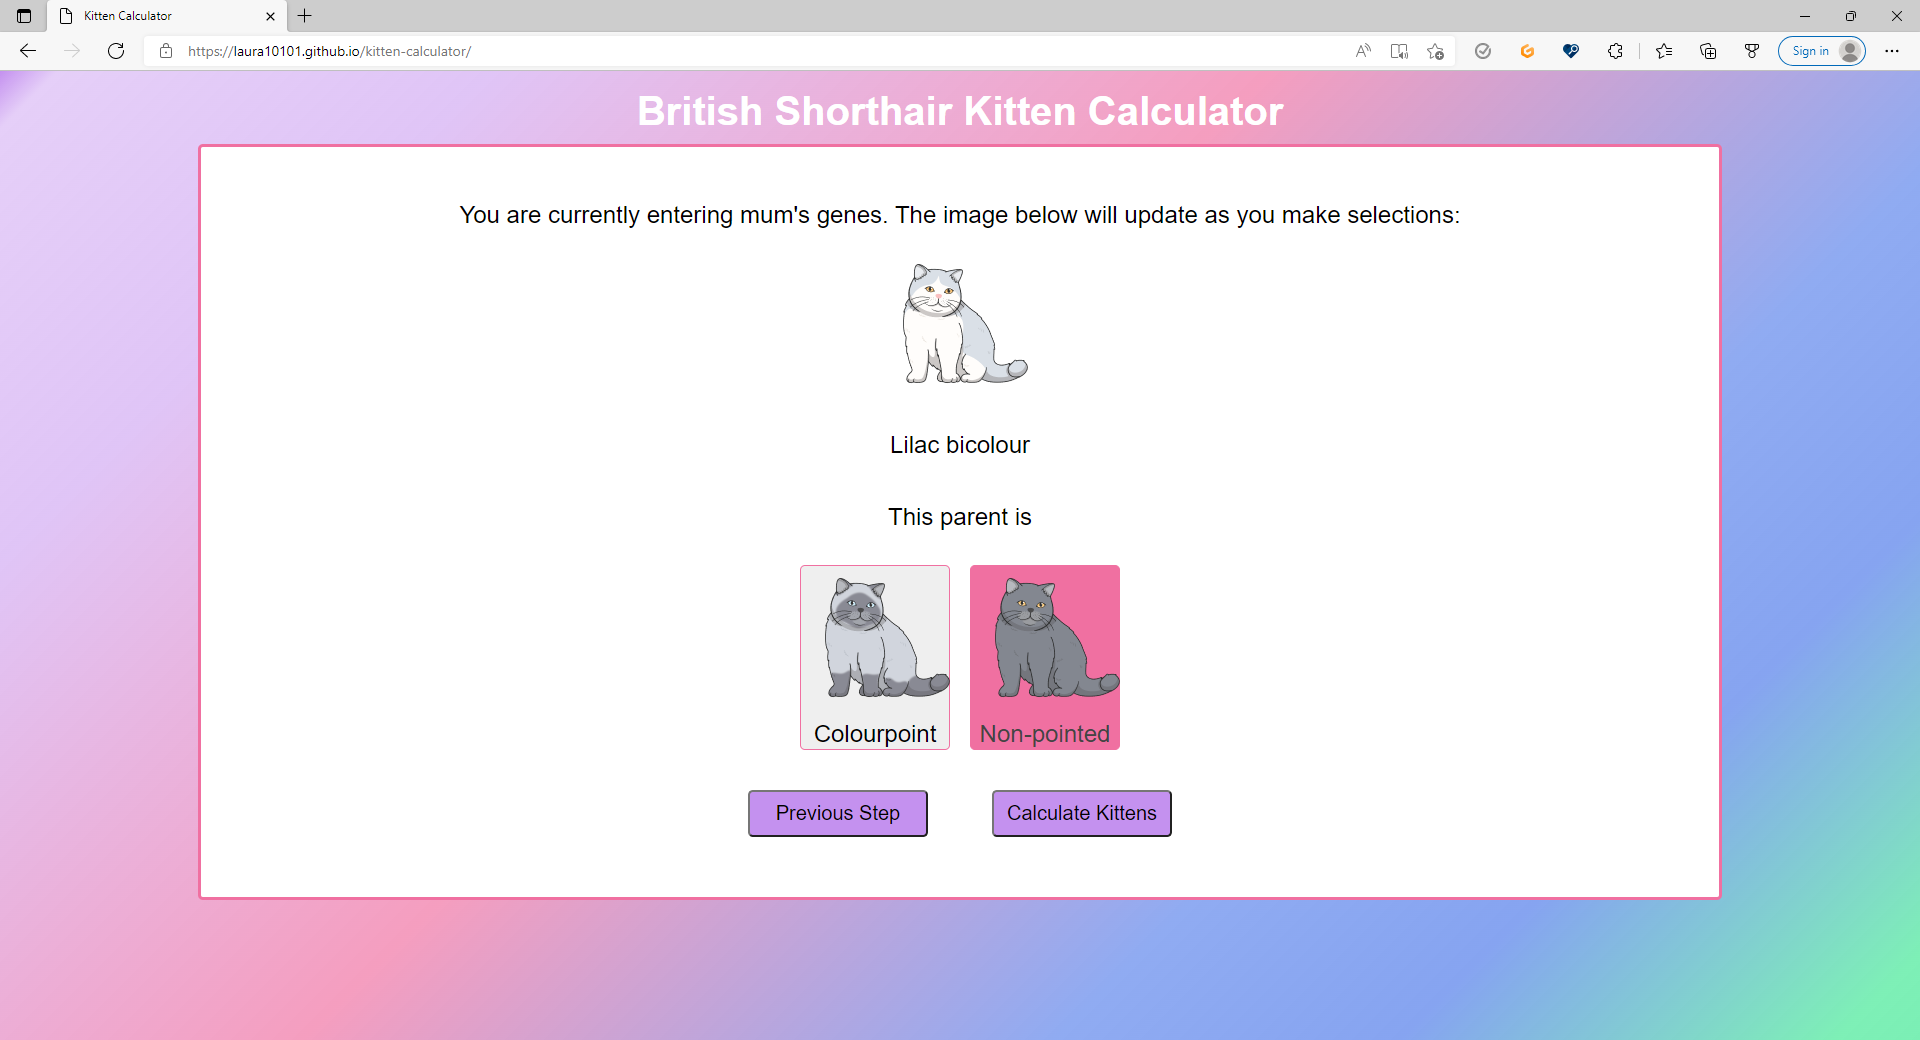 Kitten Calculator
https://laura10101.github.io/kitten-calculator/
Sign in
British Shorthair Kitten Calculator
You are currently entering mum's genes. The image below will update as you make selections:
Lilac bicolour
This parent is
Colourpoint Non-pointed
Previous Step Calculate Kittens